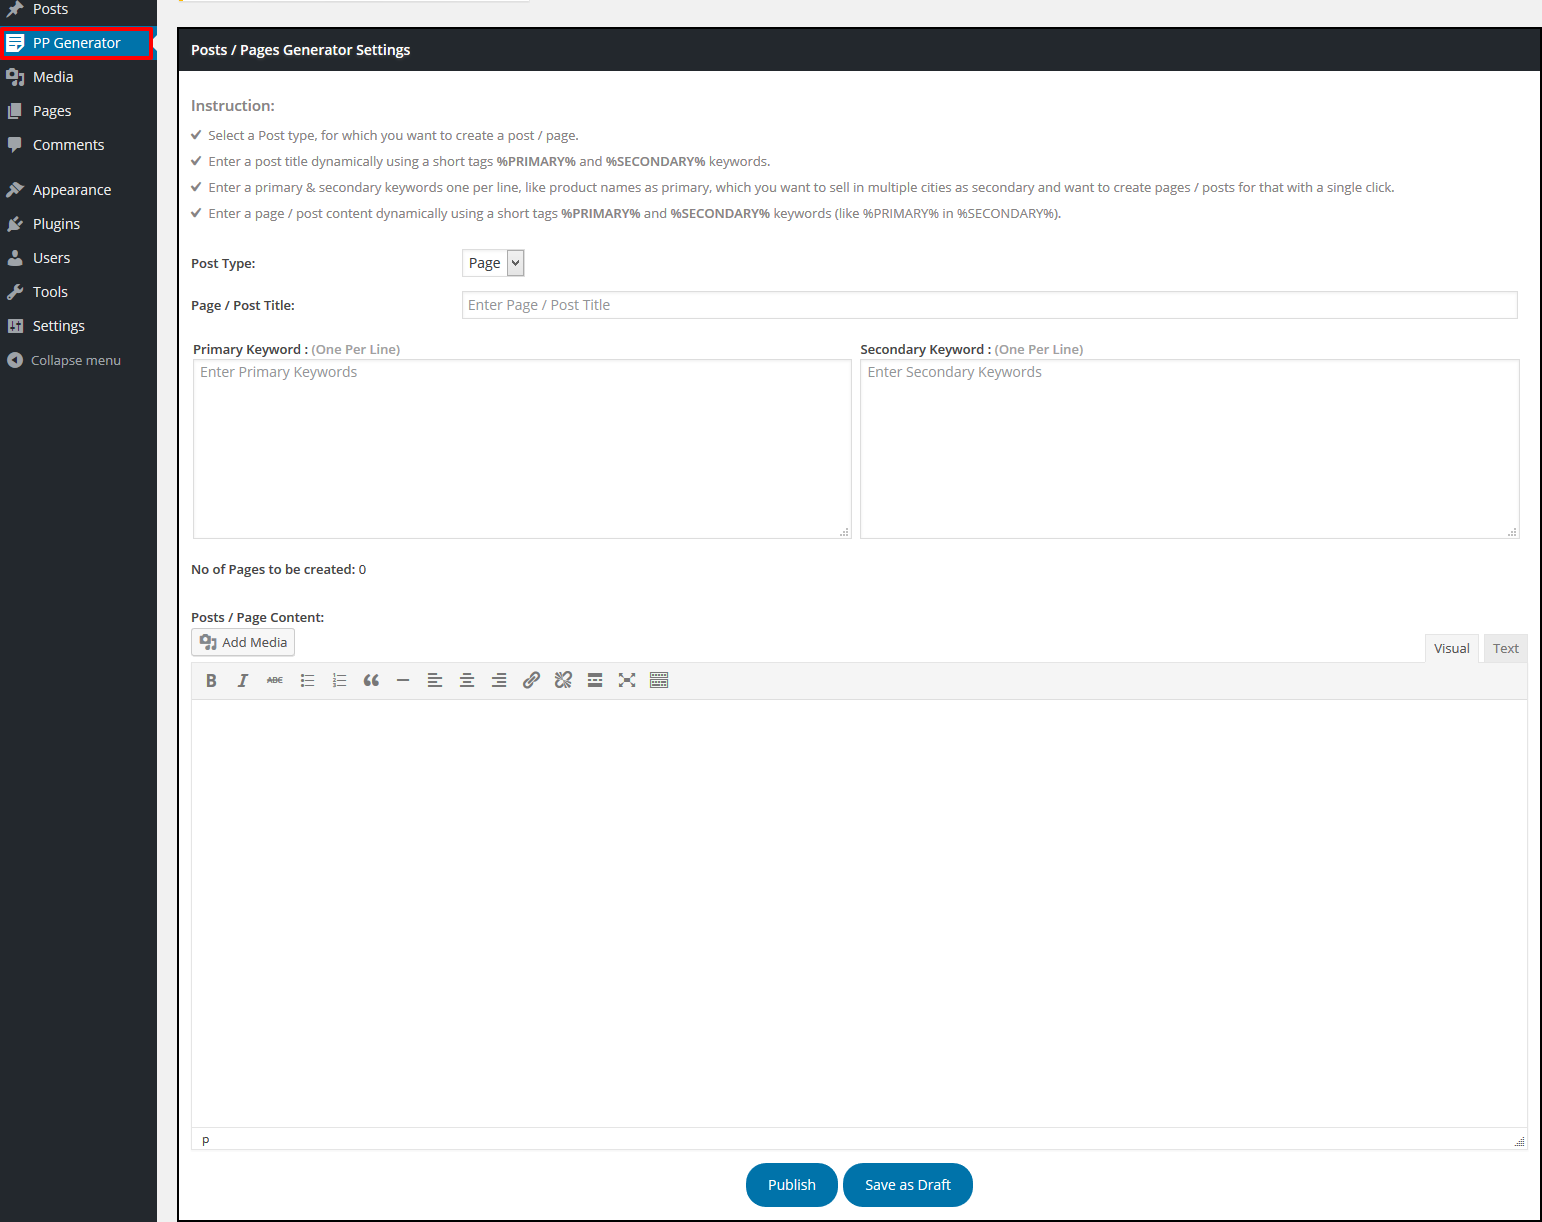 Posts
PP Generator
Media
Pages
Comments
Appearance
Plugins
Users
Tools
Settings
Collapse menu
Posts / Pages Generator Settings
Instruction:
Select a Post type, for which you want to create a post / page.
Enter a post title dynamically using a short tags %PRIMARY% and %SECONDARY% keywords.
Enter a primary & secondary keywords one per line, like product names as primary, which you want to sell in multiple cities as secondary and want to create pages / posts for that with a single click.
Enter a page / post content dynamically using a short tags %PRIMARY% and %SECONDARY% keywords (like %PRIMARY% in %SECONDARY%).
Post Type: Page
Page / Post Title: Enter Page / Post Title
Primary Keyword : (One Per Line)
Enter Primary Keywords
Secondary Keyword : (One Per Line)
Enter Secondary Keywords
No of Pages to be created: 0
Posts / Page Content:
Add Media
Visual Text
B I ABC
p
Publish Save as Draft